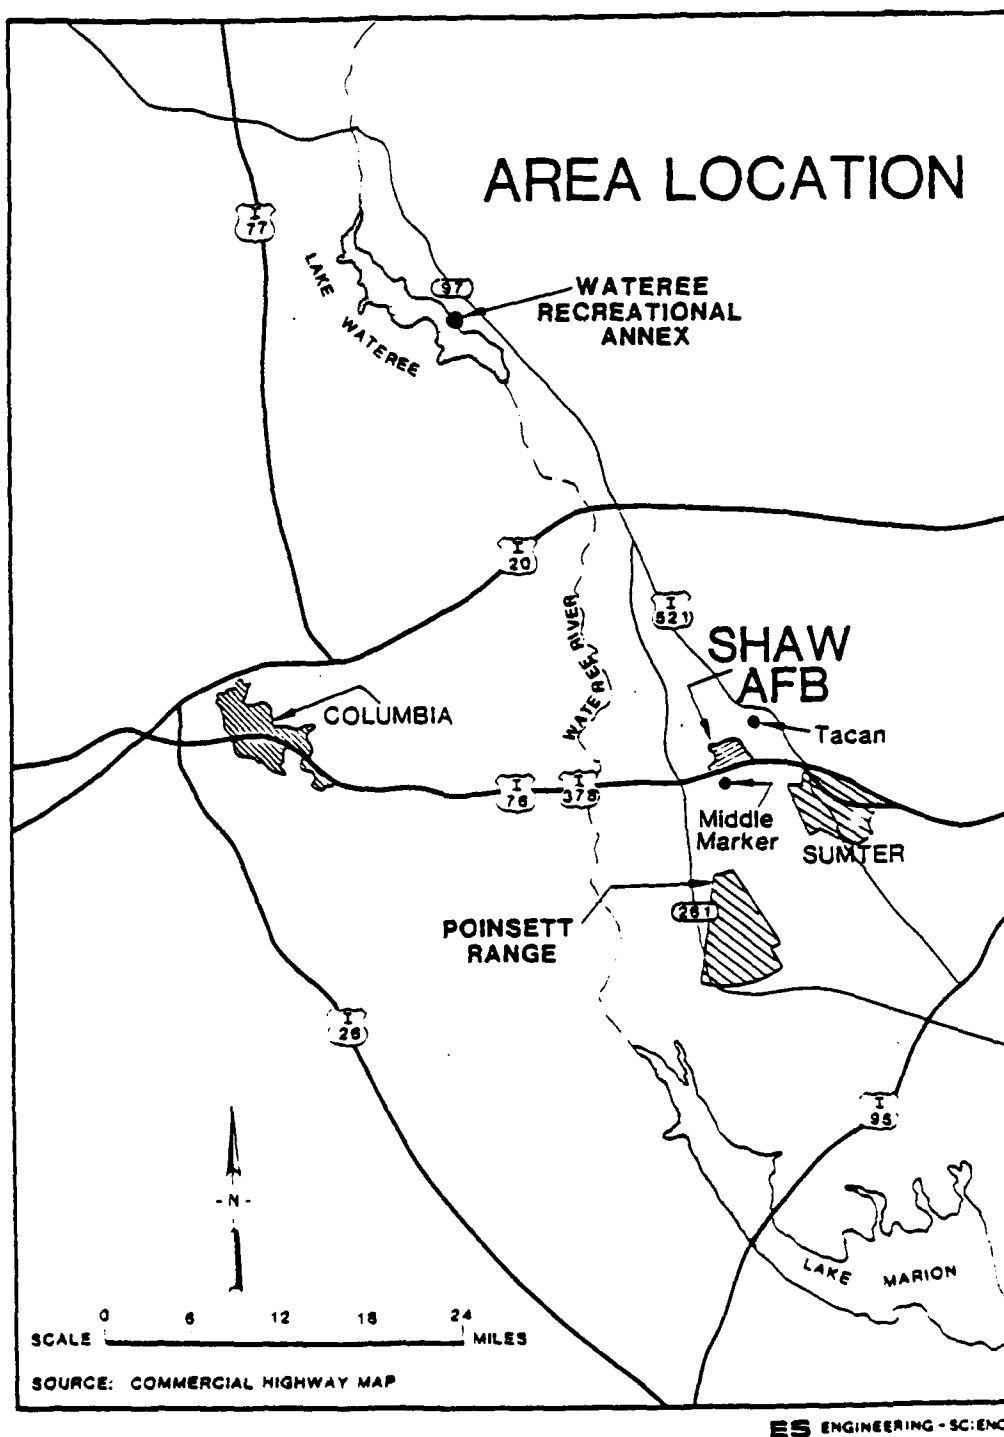 AREA LOCATION
I
77
LAKE WATEREE
97
WATEREE
RECREATIONAL
ANNEX
I
20
I
521
WATEREE RIVER
SHAW
AFB
COLUMBIA
Tacan
I
76
I
378
Middle
Marker
SUMTER
261
POINSETT
RANGE
I
26
I
95
-N-
LAKE MARION
0 6 12 18 24
SCALE MILES
SOURCE: COMMERCIAL HIGHWAY MAP
ES ENGINEERING-SCIENC